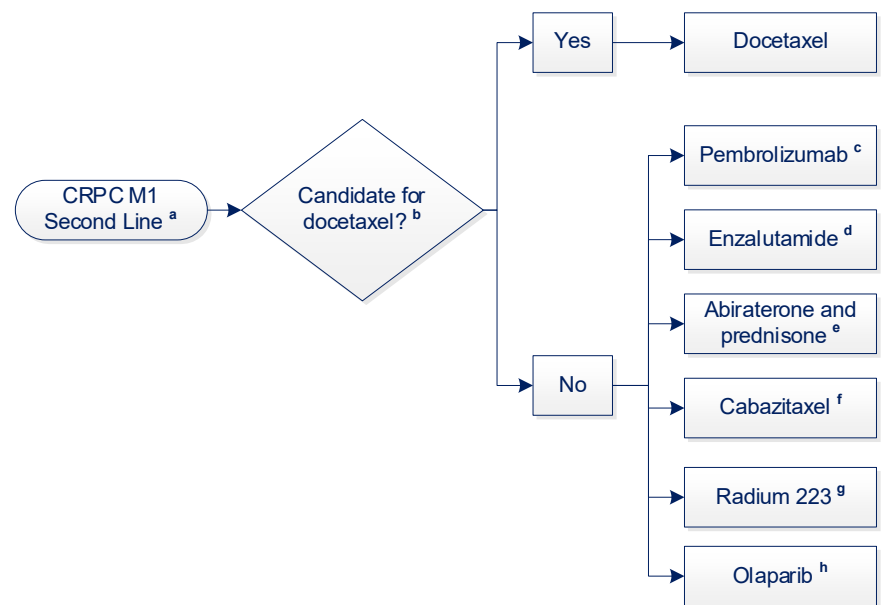 CRPC M1
Second Line a
Candidate for
docetaxel? b
Yes
Docetaxel
No
Pembrolizumab c
Enzalutamide d
Abiraterone and
prednisone e
Cabazitaxel f
Radium 223 g
Olaparib h